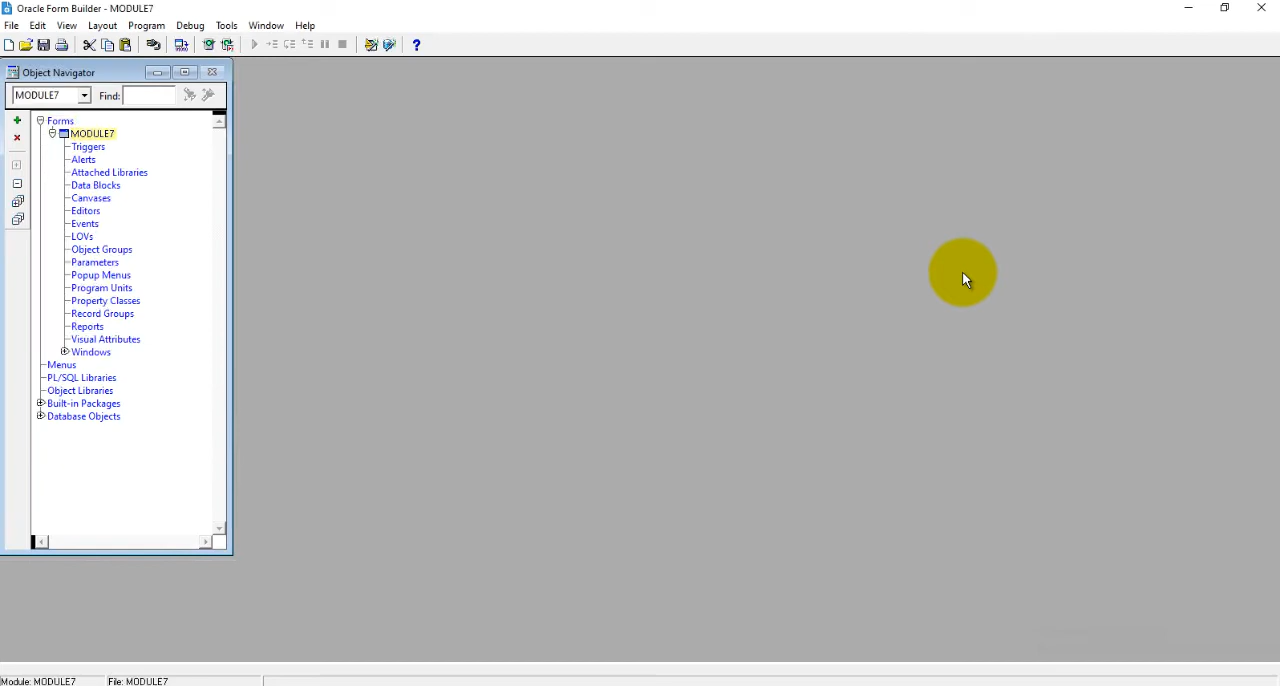 Oracle Form Builder - MODULE7
File Edit View Layout Program Debug Tools Window Help
Object Navigator
MODULE7 Find:
Forms
MODULE7
Triggers
Alerts
Attached Libraries
Data Blocks
Canvases
Editors
Events
LOVs
Object Groups
Parameters
Popup Menus
Program Units
Property Classes
Record Groups
Reports
Visual Attributes
Windows
Menus
PL/SQL Libraries
Object Libraries
Built-in Packages
Database Objects
Module: MODULE7 File: MODULE7